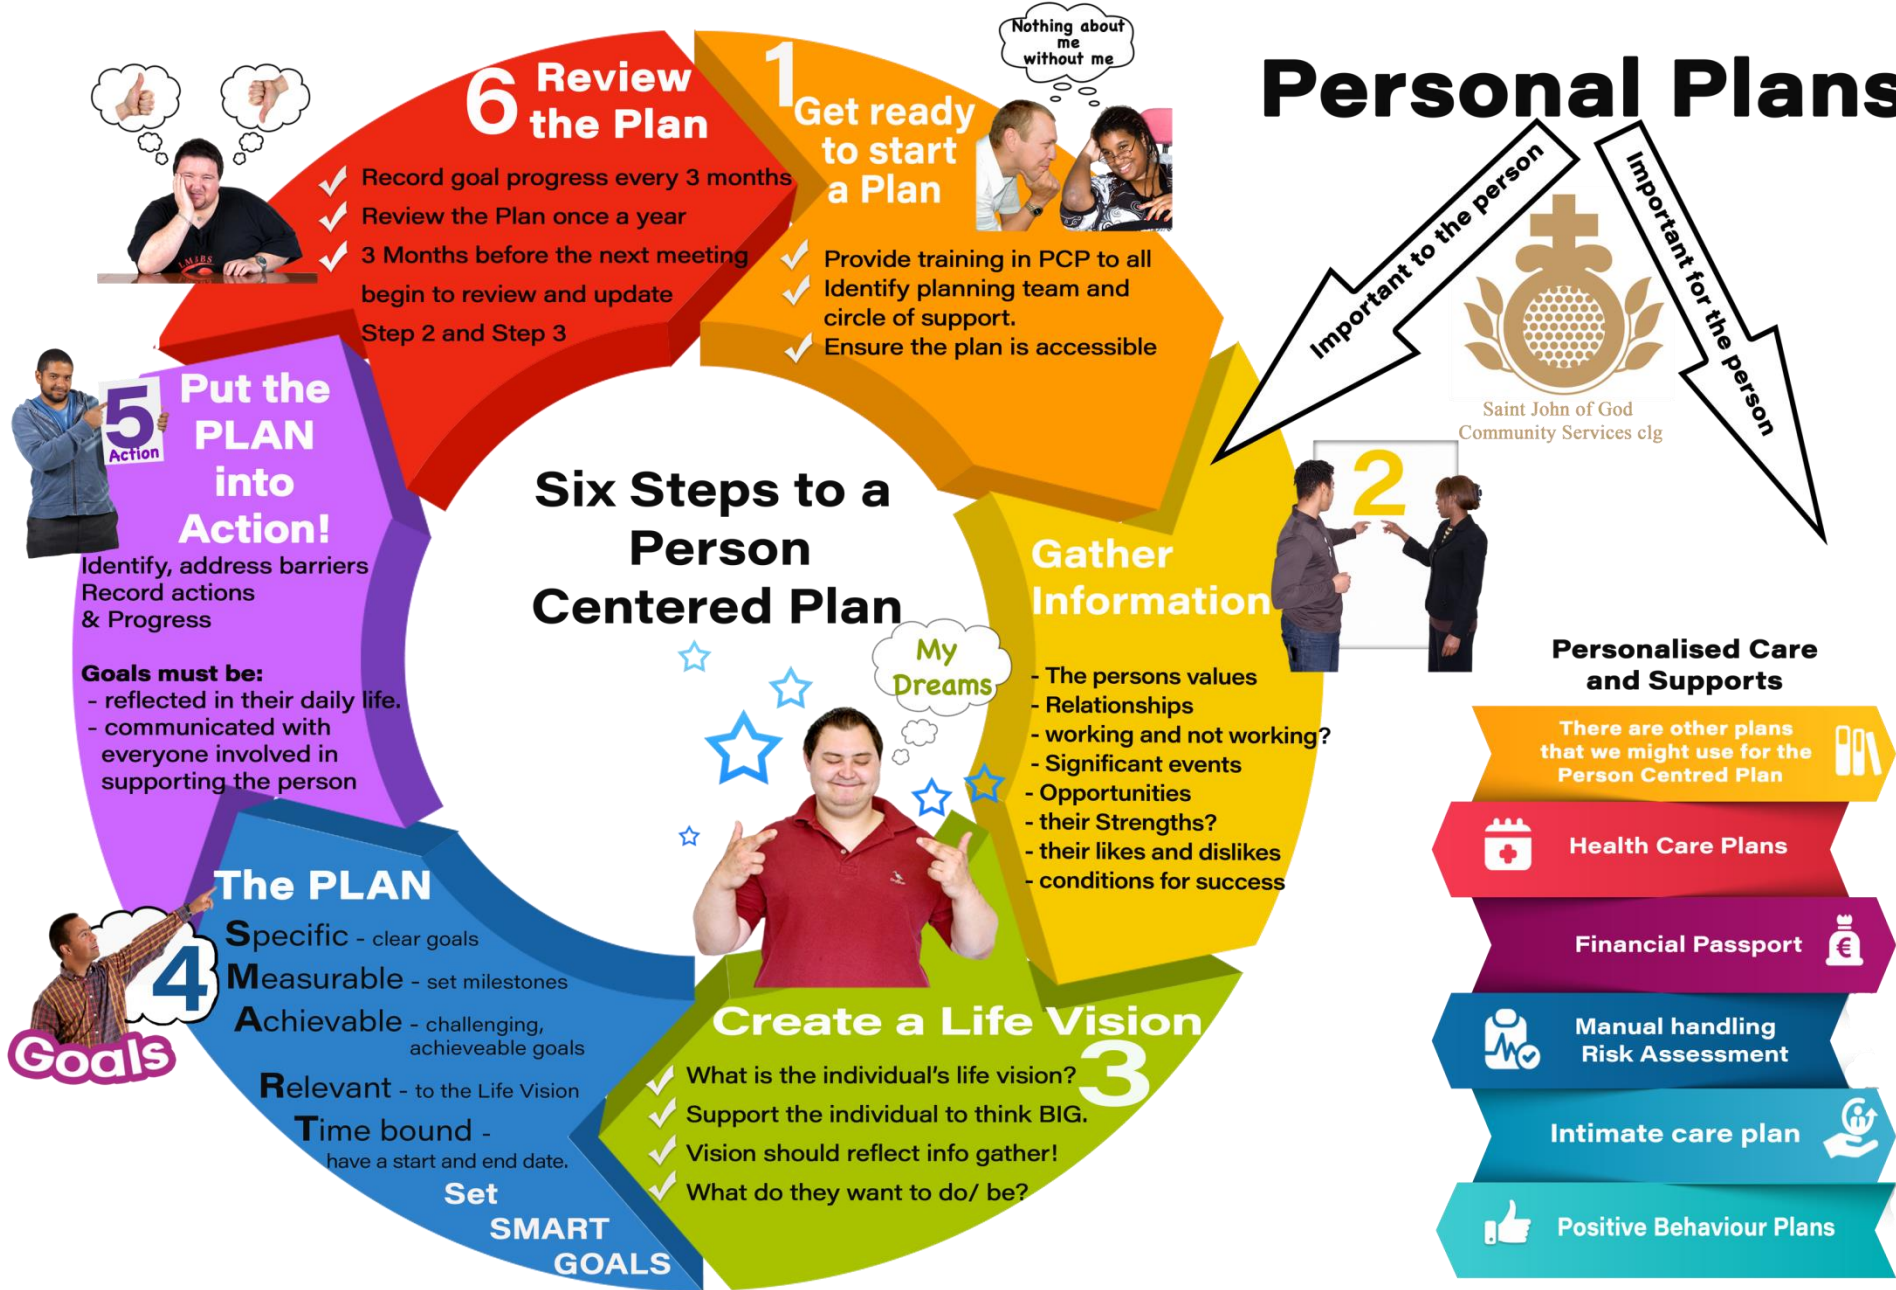 Personal Plans
Important to the person
Important for the person
Saint John of God
Community Services clg
Six Steps to a
Person
Centered Plan
1
Get ready
to start
a Plan
Nothing about
me
without me
Provide training in PCP to all
Identify planning team and
circle of support.
Ensure the plan is accessible
2
Gather
Information
- The persons values
- Relationships
- working and not working?
- Significant events
- Opportunities
- their Strengths?
- their likes and dislikes
- conditions for success
My
Dreams
Create a Life Vision
3
What is the individual's life vision?
Support the individual to think BIG.
Vision should reflect info gather!
What do they want to do/ be?
4
Goals
The PLAN
Specific - clear goals
Measurable - set milestones
Achievable - challenging,
achieveable goals
Relevant - to the Life Vision
Time bound -
have a start and end date.
Set
SMART
GOALS
5
Action
Put the
PLAN
into
Action!
Identify, address barriers
Record actions
& Progress
Goals must be:
- reflected in their daily life.
- communicated with
everyone involved in
supporting the person
6 Review
the Plan
Record goal progress every 3 months
Review the Plan once a year
3 Months before the next meeting
begin to review and update
Step 2 and Step 3
Personalised Care
and Supports
There are other plans
that we might use for the
Person Centred Plan
Health Care Plans
Financial Passport
€
Manual handling
Risk Assessment
Intimate care plan
Positive Behaviour Plans